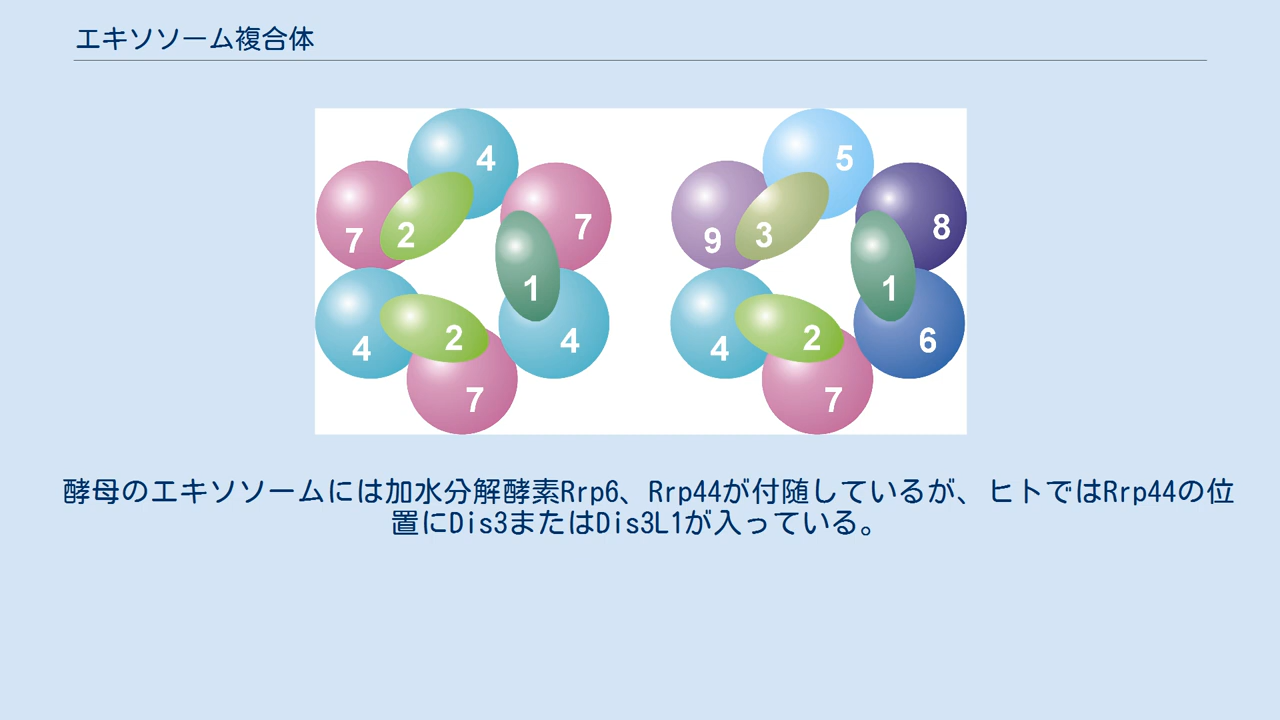 エキソソーム複合体
4 5
7 2 7 9 3 8
1 1
4 2 4 4 2 6
7 7
酵母のエキソソームには加水分解酵素Rrp6、Rrp44が付随しているが、ヒトではRrp44の位
置にDis3またはDis3L1が入っている。